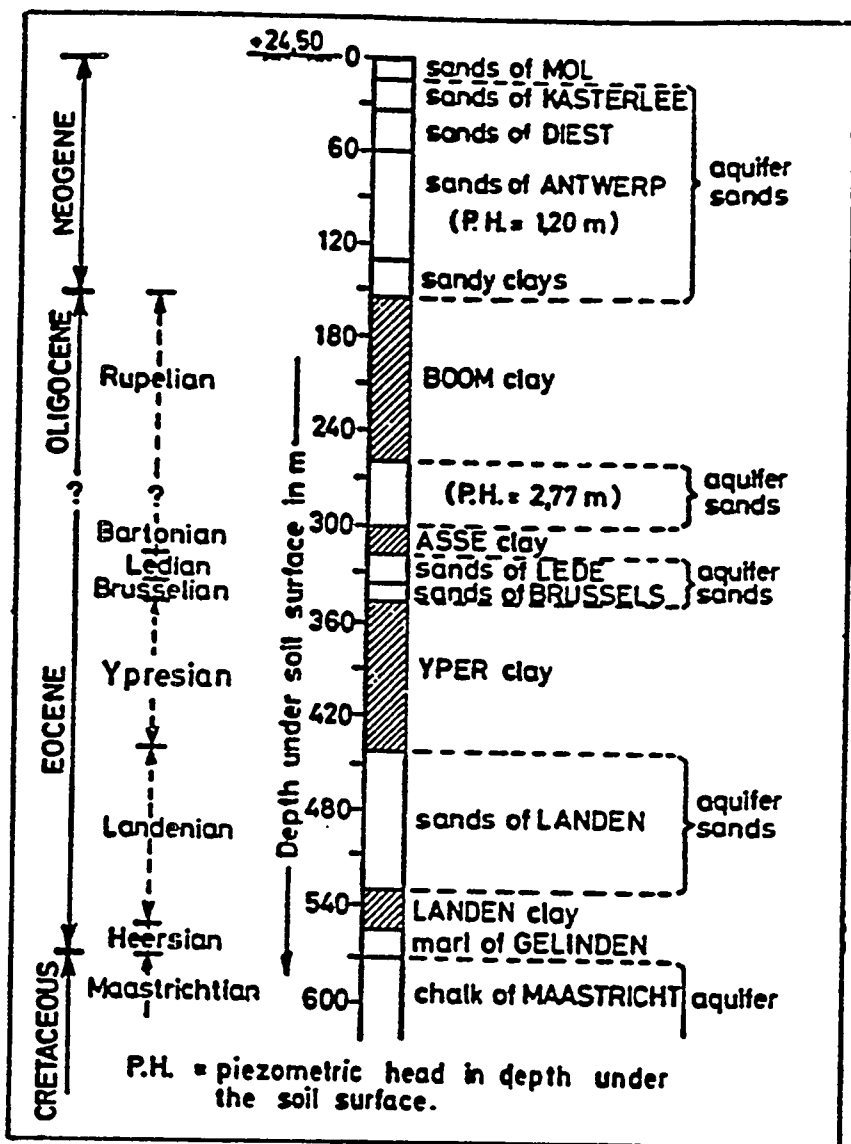 +24,50
0
sands of MOL
sands of KASTERLEE
sands of DIEST
60
aquifer
sands
sands of ANTWERP
(P.H. = 1,20 m)
120
sandy clays
NEOGENE
180
Rupelian
BOOM clay
OLIGOCENE
240
?
?
(P.H. = 2,77 m)
aquifer
sands
300
Bartonian
ASSE clay
Ledian
sands of LEDE
aquifer
sands
Brusselian
sands of BRUSSELS
360
Ypresian
YPER clay
420
EOCENE
Depth under soil surface in m
480
Landenian
sands of LANDEN
aquifer
sands
540
LANDEN clay
Heersian
marl of GELINDEN
Maastrichtian
600
chalk of MAASTRICHT
aquifer
CRETACEOUS
P.H. = piezometric head in depth under
the soil surface.